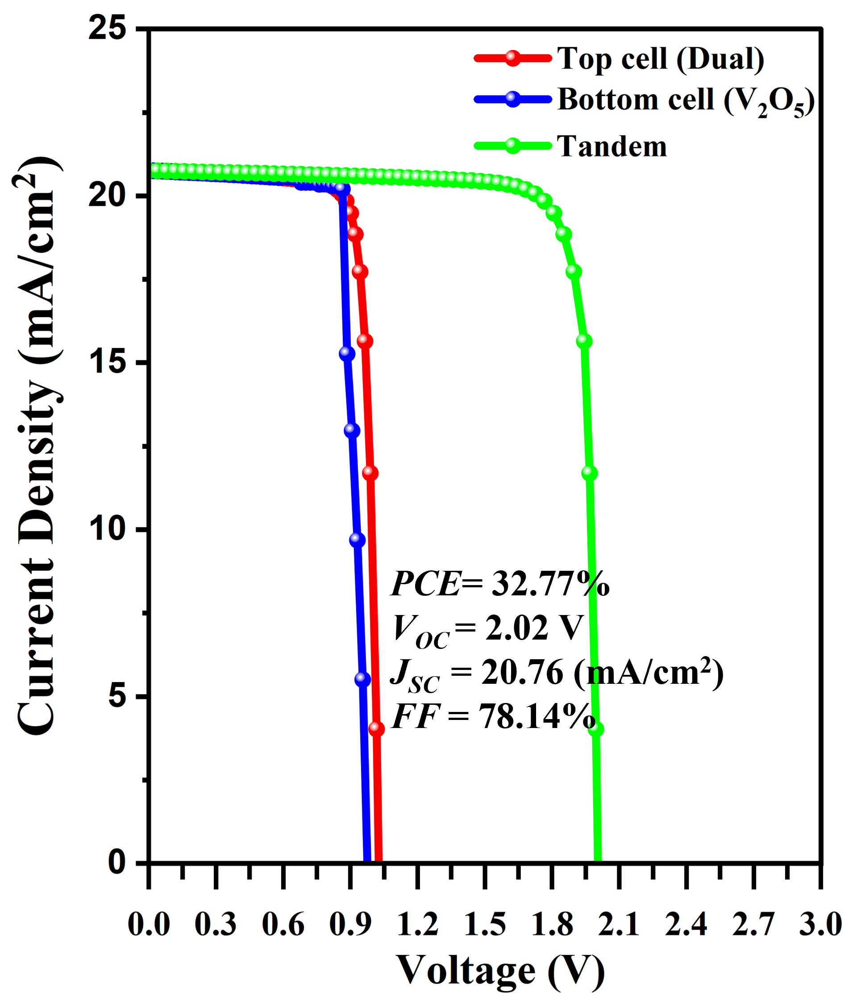 Current Density (mA/cm²)
25
20
15
10
5
0
Top cell (Dual)
Bottom cell (V₂O₅)
Tandem
PCE= 32.77%
V_OC = 2.02 V
J_SC = 20.76 (mA/cm²)
FF = 78.14%
0.0 0.3 0.6 0.9 1.2 1.5 1.8 2.1 2.4 2.7 3.0
Voltage (V)